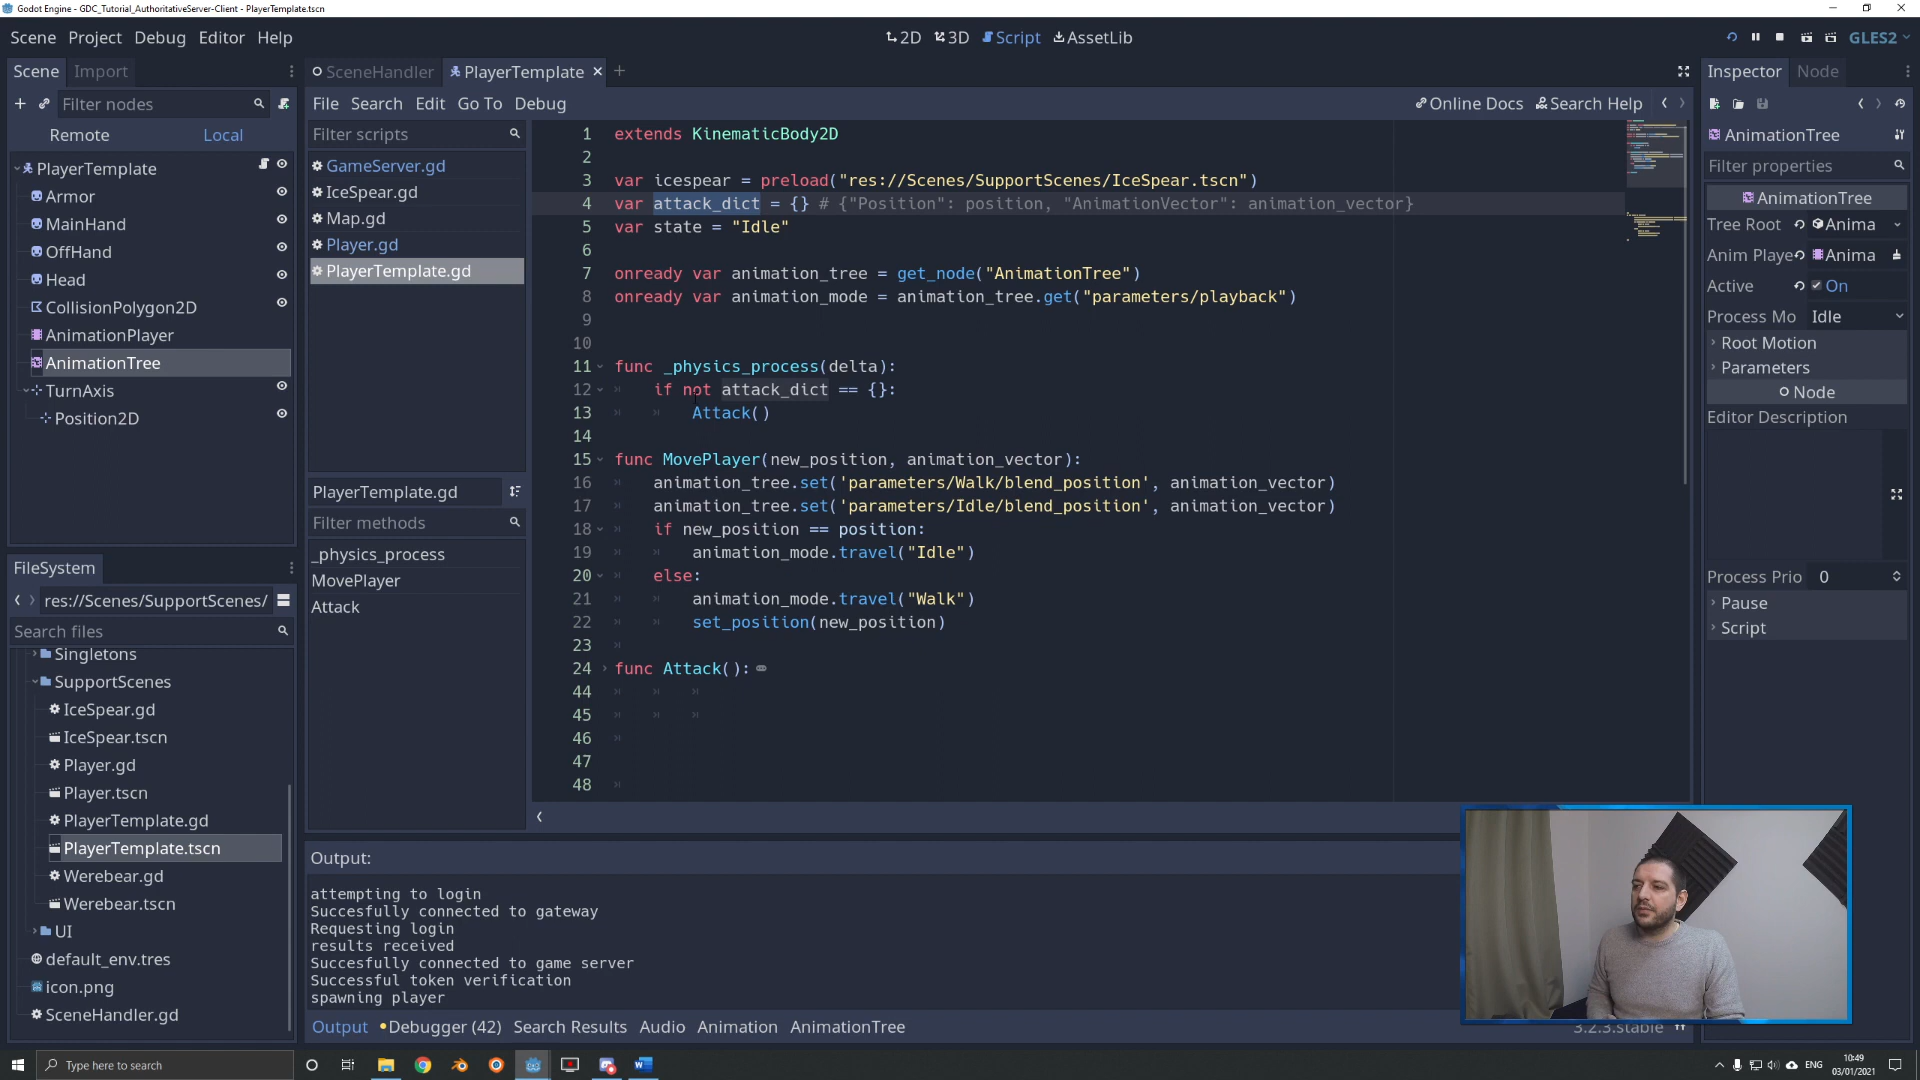 Godot Engine - GDC_Tutorial_AuthoritativeServer-Client - PlayerTemplate.tscn
Scene Project Debug Editor Help
2D 3D Script AssetLib
GLES2
Scene Import
Filter nodes
Remote Local
PlayerTemplate
Armor
MainHand
OffHand
Head
CollisionPolygon2D
AnimationPlayer
AnimationTree
TurnAxis
Position2D
FileSystem
res://Scenes/SupportScenes/
Search files
Singletons
SupportScenes
IceSpear.gd
IceSpear.tscn
Player.gd
Player.tscn
PlayerTemplate.gd
PlayerTemplate.tscn
Werebear.gd
Werebear.tscn
UI
default_env.tres
icon.png
SceneHandler.gd
SceneHandler PlayerTemplate
File Search Edit Go To Debug
Online Docs Search Help
Filter scripts
GameServer.gd
IceSpear.gd
Map.gd
Player.gd
PlayerTemplate.gd
PlayerTemplate.gd
Filter methods
_physics_process
MovePlayer
Attack
1 extends KinematicBody2D
2
3 var icespear = preload("res://Scenes/SupportScenes/IceSpear.tscn")
4 var attack_dict = {} # {"Position": position, "AnimationVector": animation_vector}
5 var state = "Idle"
6
7 onready var animation_tree = get_node("AnimationTree")
8 onready var animation_mode = animation_tree.get("parameters/playback")
9
10
11 func _physics_process(delta):
12 if not attack_dict == {}:
13 Attack()
14
15 func MovePlayer(new_position, animation_vector):
16 animation_tree.set('parameters/Walk/blend_position', animation_vector)
17 animation_tree.set('parameters/Idle/blend_position', animation_vector)
18 if new_position == position:
19 animation_mode.travel("Idle")
20 else:
21 animation_mode.travel("Walk")
22 set_position(new_position)
23
24 func Attack():
44
45
46
47
48
Output:
attempting to login
Succesfully connected to gateway
Requesting login
results received
Succesfully connected to game server
Successful token verification
spawning player
Output Debugger (42) Search Results Audio Animation AnimationTree
3.2.3.stable
Inspector Node
AnimationTree
Filter properties
AnimationTree
Tree Root Anima
Anim Playe Anima
Active On
Process Mo Idle
Root Motion
Parameters
Node
Editor Description
Process Prio 0
Pause
Script
Type here to search
ENG
10:49
03/01/2021